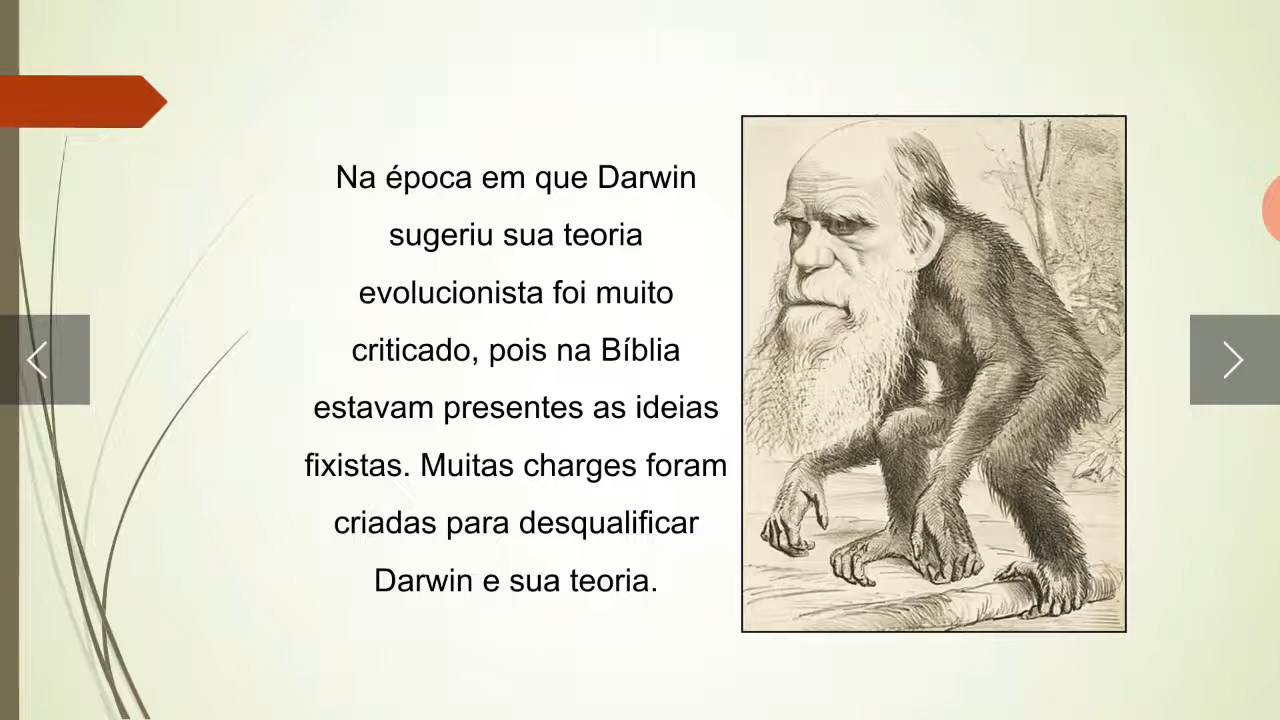 Na época em que Darwin
sugeriu sua teoria
evolucionista foi muito
criticado, pois na Bíblia
estavam presentes as ideias
fixistas. Muitas charges foram
criadas para desqualificar
Darwin e sua teoria.